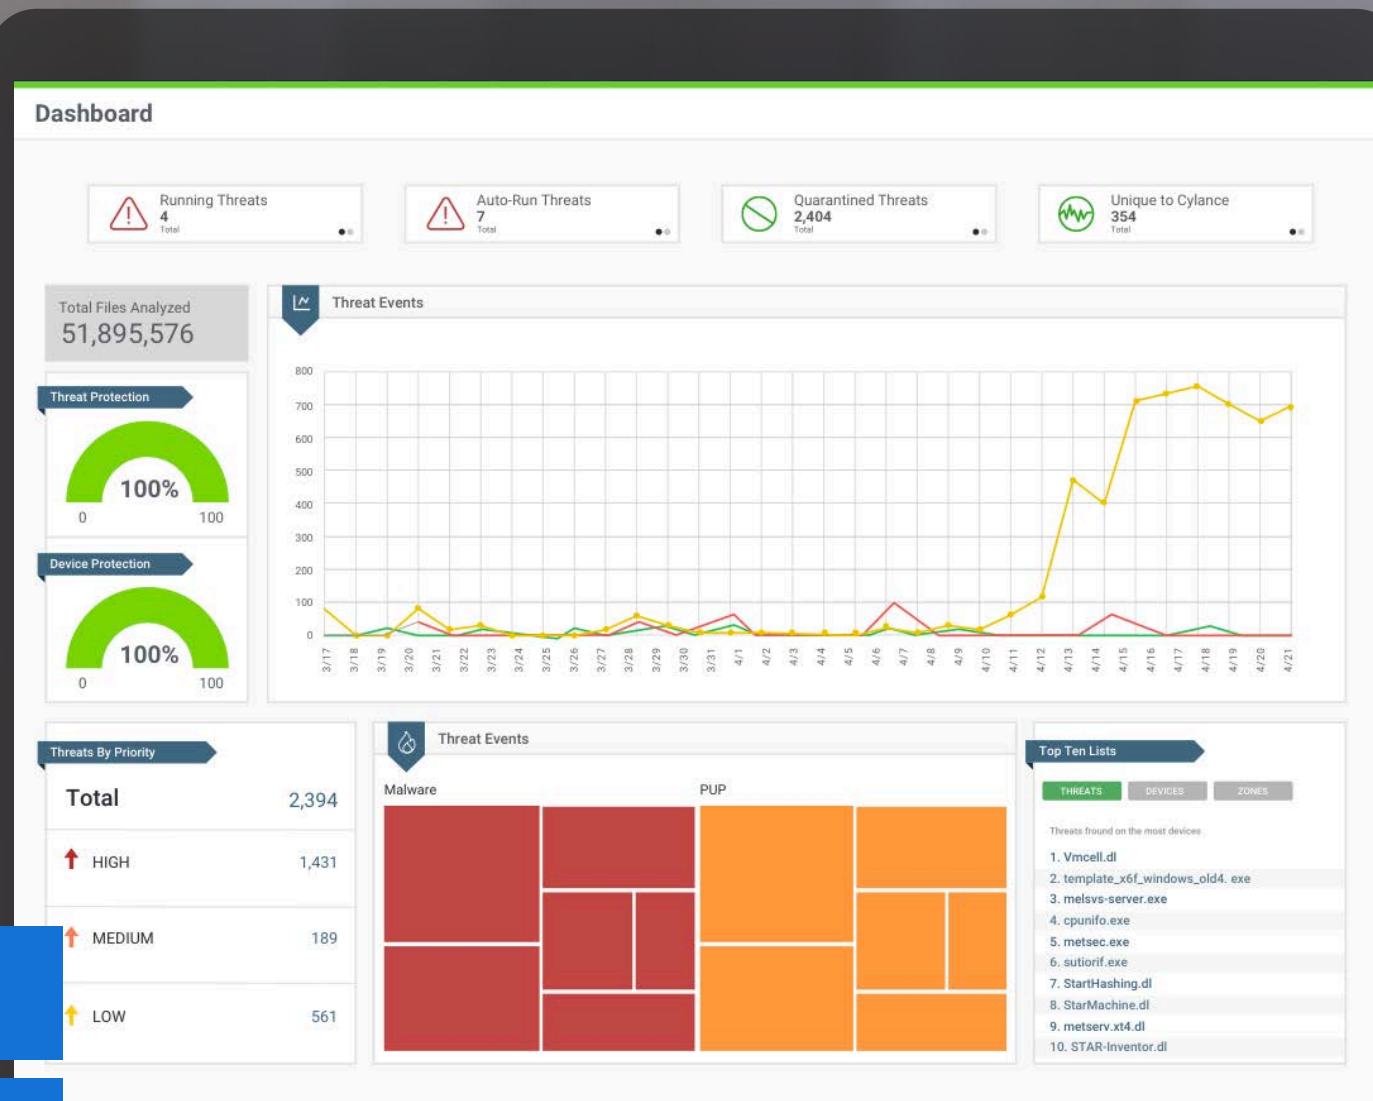 Dashboard
Running Threats
4
Total
Auto-Run Threats
7
Total
Quarantined Threats
2,404
Total
Unique to Cylance
354
Total
Total Files Analyzed
51,895,576
Threat Protection
100%
0 100
Device Protection
100%
0 100
Threat Events
800
700
600
500
400
300
200
100
0
3/17 3/18 3/19 3/20 3/21 3/22 3/23 3/24 3/25 3/26 3/27 3/28 3/29 3/30 3/31 4/1 4/2 4/3 4/4 4/5 4/6 4/7 4/8 4/9 4/10 4/11 4/12 4/13 4/14 4/15 4/16 4/17 4/18 4/19 4/20 4/21
Threats By Priority
Total 2,394
HIGH 1,431
MEDIUM 189
LOW 561
Threat Events
Malware PUP
Top Ten Lists
THREATS DEVICES ZONES
Threats fround on the most devices
1. Vmcell.dl
2. template_x6f_windows_old4. exe
3. melsvs-server.exe
4. cpunifo.exe
5. metsec.exe
6. sutiorif.exe
7. StartHashing.dl
8. StarMachine.dl
9. metserv.xt4.dl
10. STAR-Inventor.dl